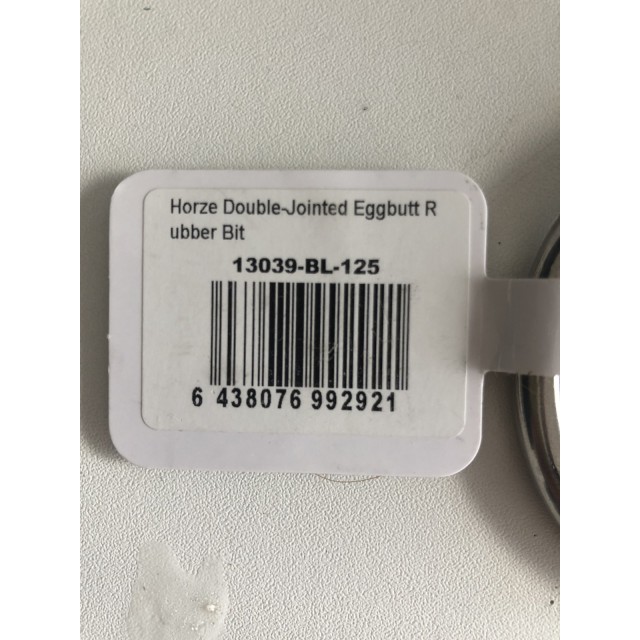 Horze Double-Jointed Eggbutt R
ubber Bit
13039-BL-125
6 438076 992921